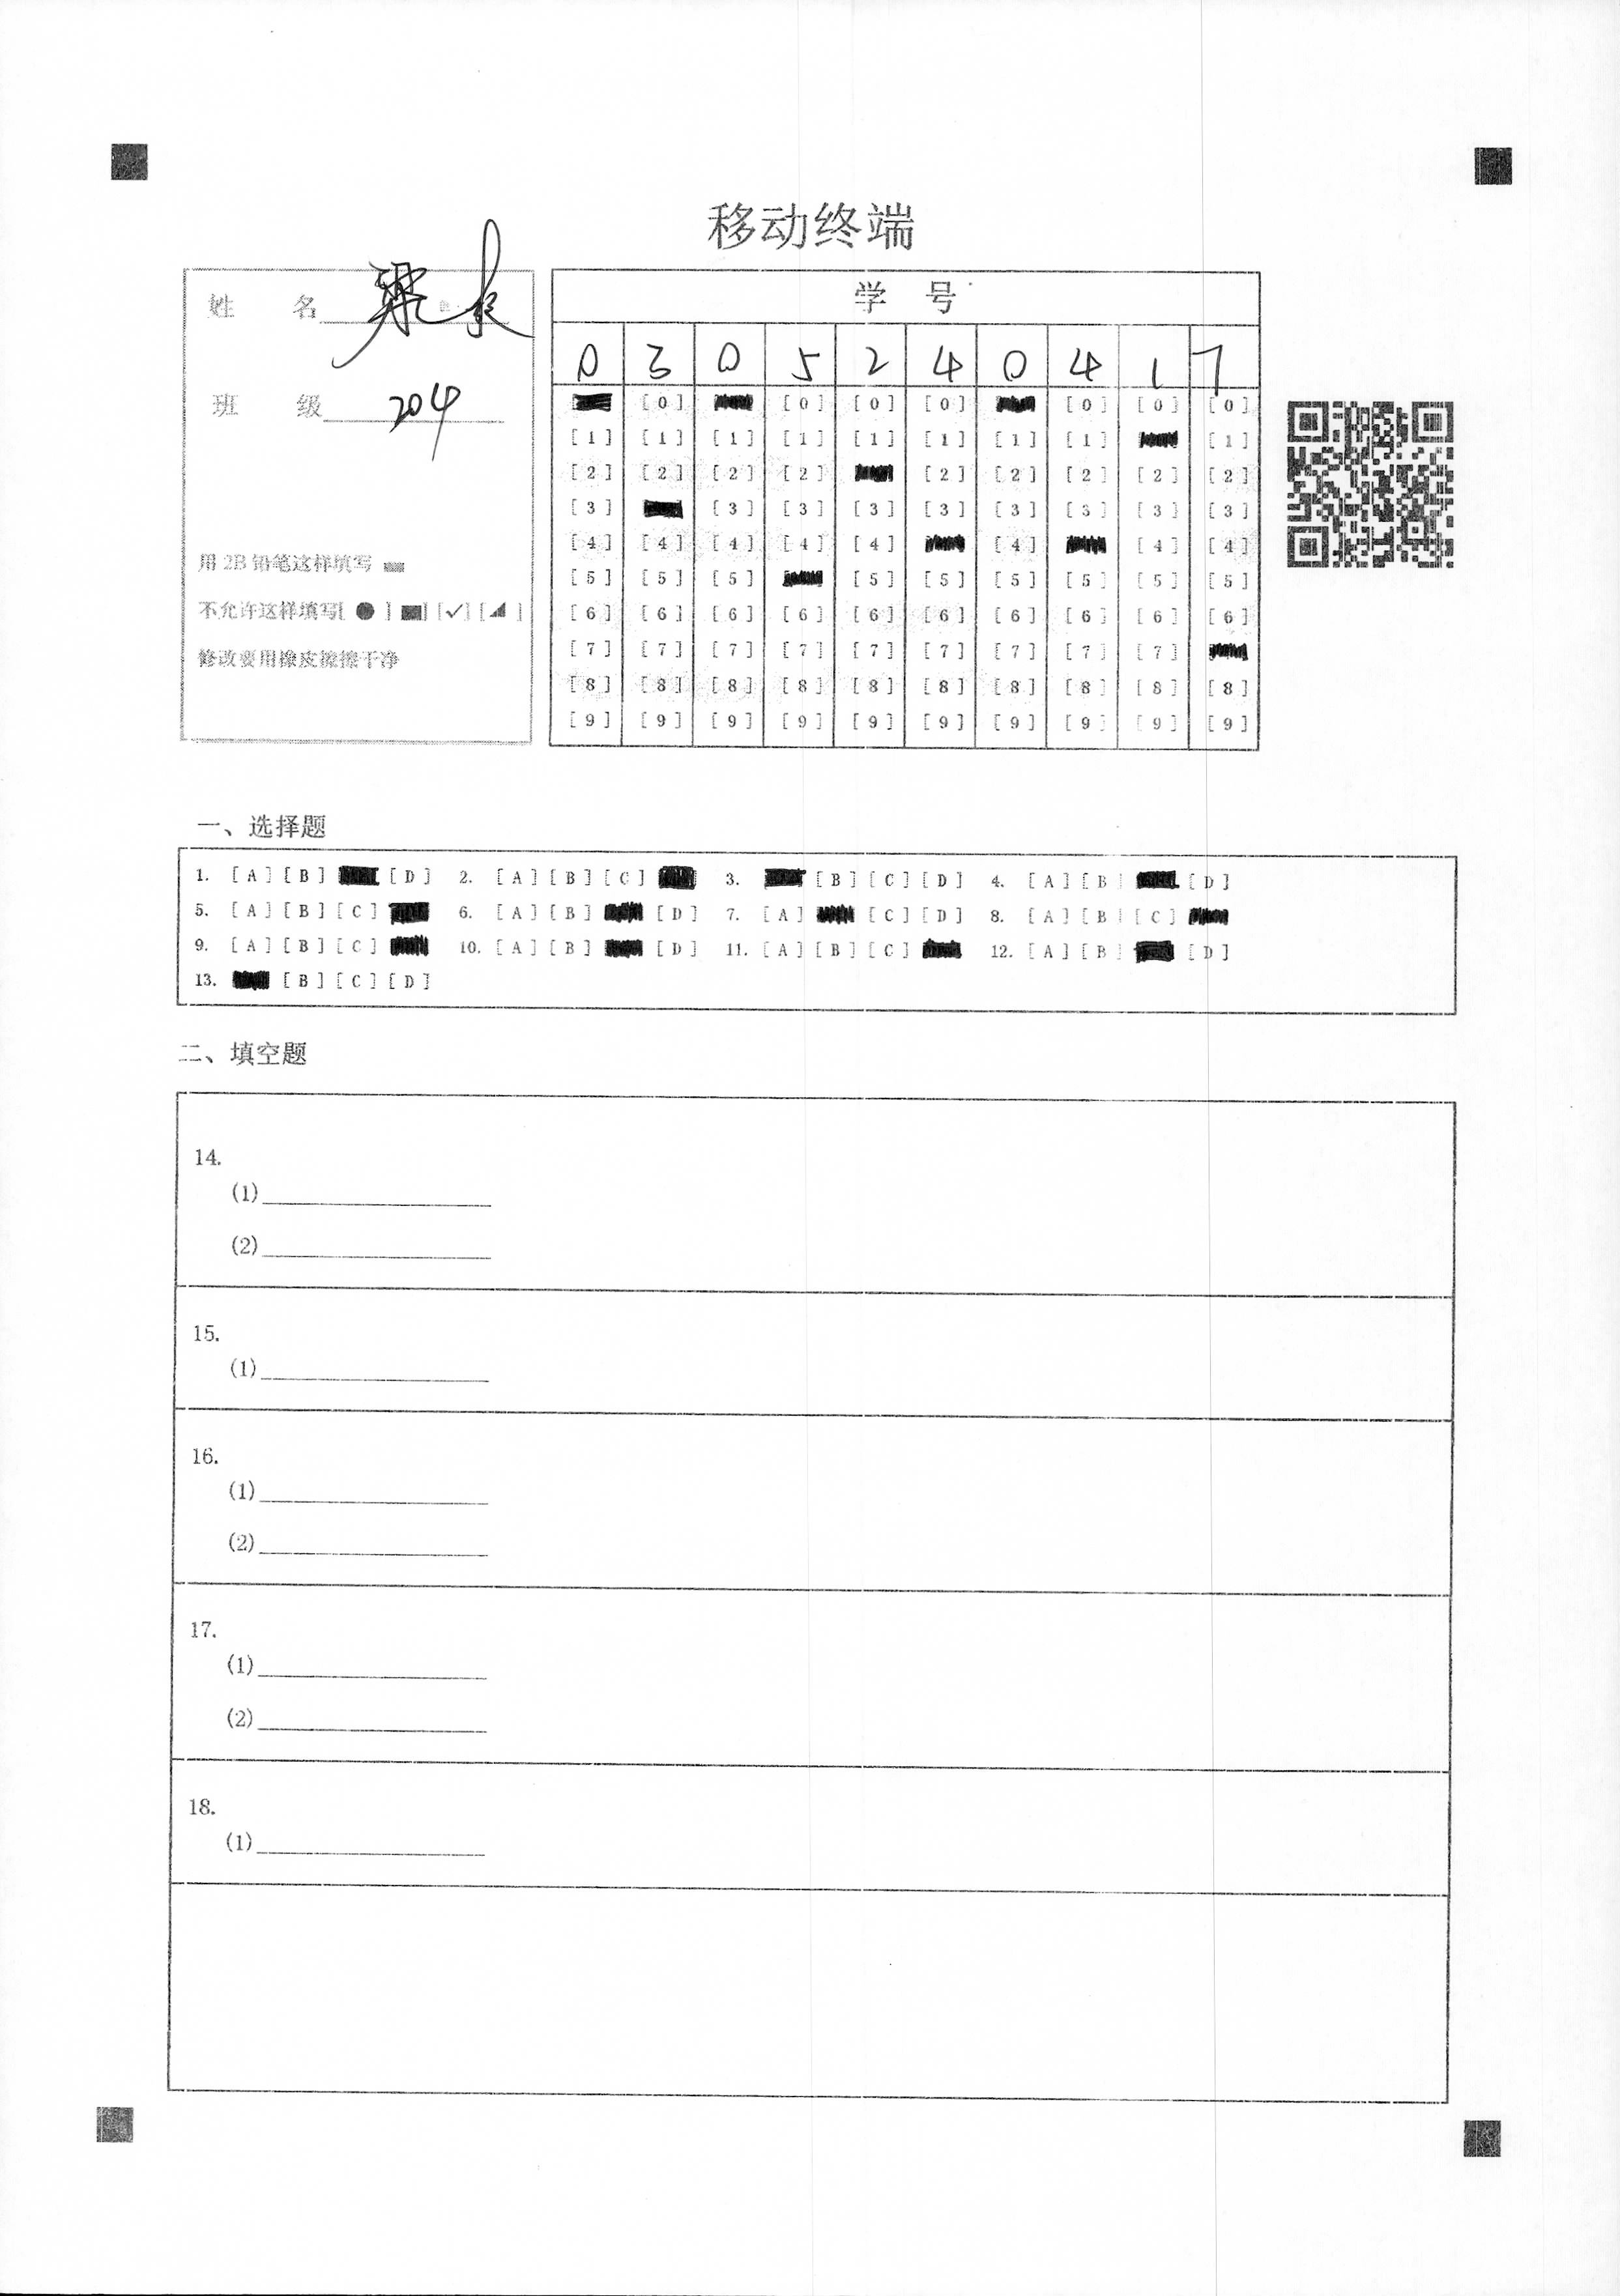 移动终端
姓 名
班 级 204
用 2B 铅笔这样填写
不允许这样填写[ ● ] [■] [✓] [◢ ]
修改要用橡皮擦擦干净
学 号
0 3 0 5 2 4 0 4 1 7
[0] [0] [0] [0] [0] [0] [0]
[1] [1] [1] [1] [1] [1] [1] [1] [1]
[2] [2] [2] [2] [2] [2] [2] [2] [2]
[3] [3] [3] [3] [3] [3] [3] [3] [3]
[4] [4] [4] [4] [4] [4] [4] [4]
[5] [5] [5] [5] [5] [5] [5] [5] [5]
[6] [6] [6] [6] [6] [6] [6] [6] [6] [6]
[7] [7] [7] [7] [7] [7] [7] [7] [7]
[8] [8] [8] [8] [8] [8] [8] [8] [8] [8]
[9] [9] [9] [9] [9] [9] [9] [9] [9] [9]
一、选择题
1. [A] [B] [D] 2. [A] [B] [C] 3. [B] [C] [D] 4. [A] [B] [D]
5. [A] [B] [C] 6. [A] [B] [D] 7. [A] [C] [D] 8. [A] [B] [C]
9. [A] [B] [C] 10. [A] [B] [D] 11. [A] [B] [C] 12. [A] [B] [D]
13. [B] [C] [D]
二、填空题
14.
(1)
(2)
15.
(1)
16.
(1)
(2)
17.
(1)
(2)
18.
(1)